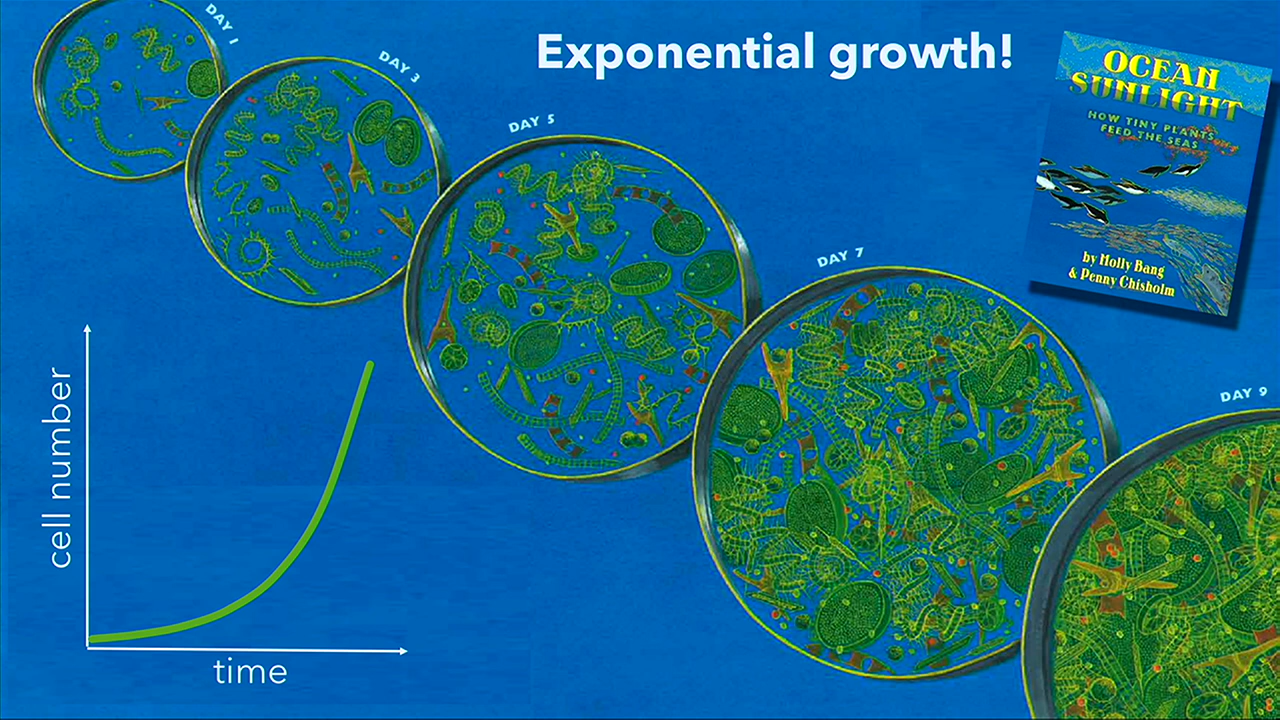 DAY 1
DAY 3
DAY 5
DAY 7
DAY 9
Exponential growth!
OCEAN
SUNLIGHT
HOW TINY PLANTS
FEED THE SEAS
by Molly Bang
& Penny Chisholm
cell number
time